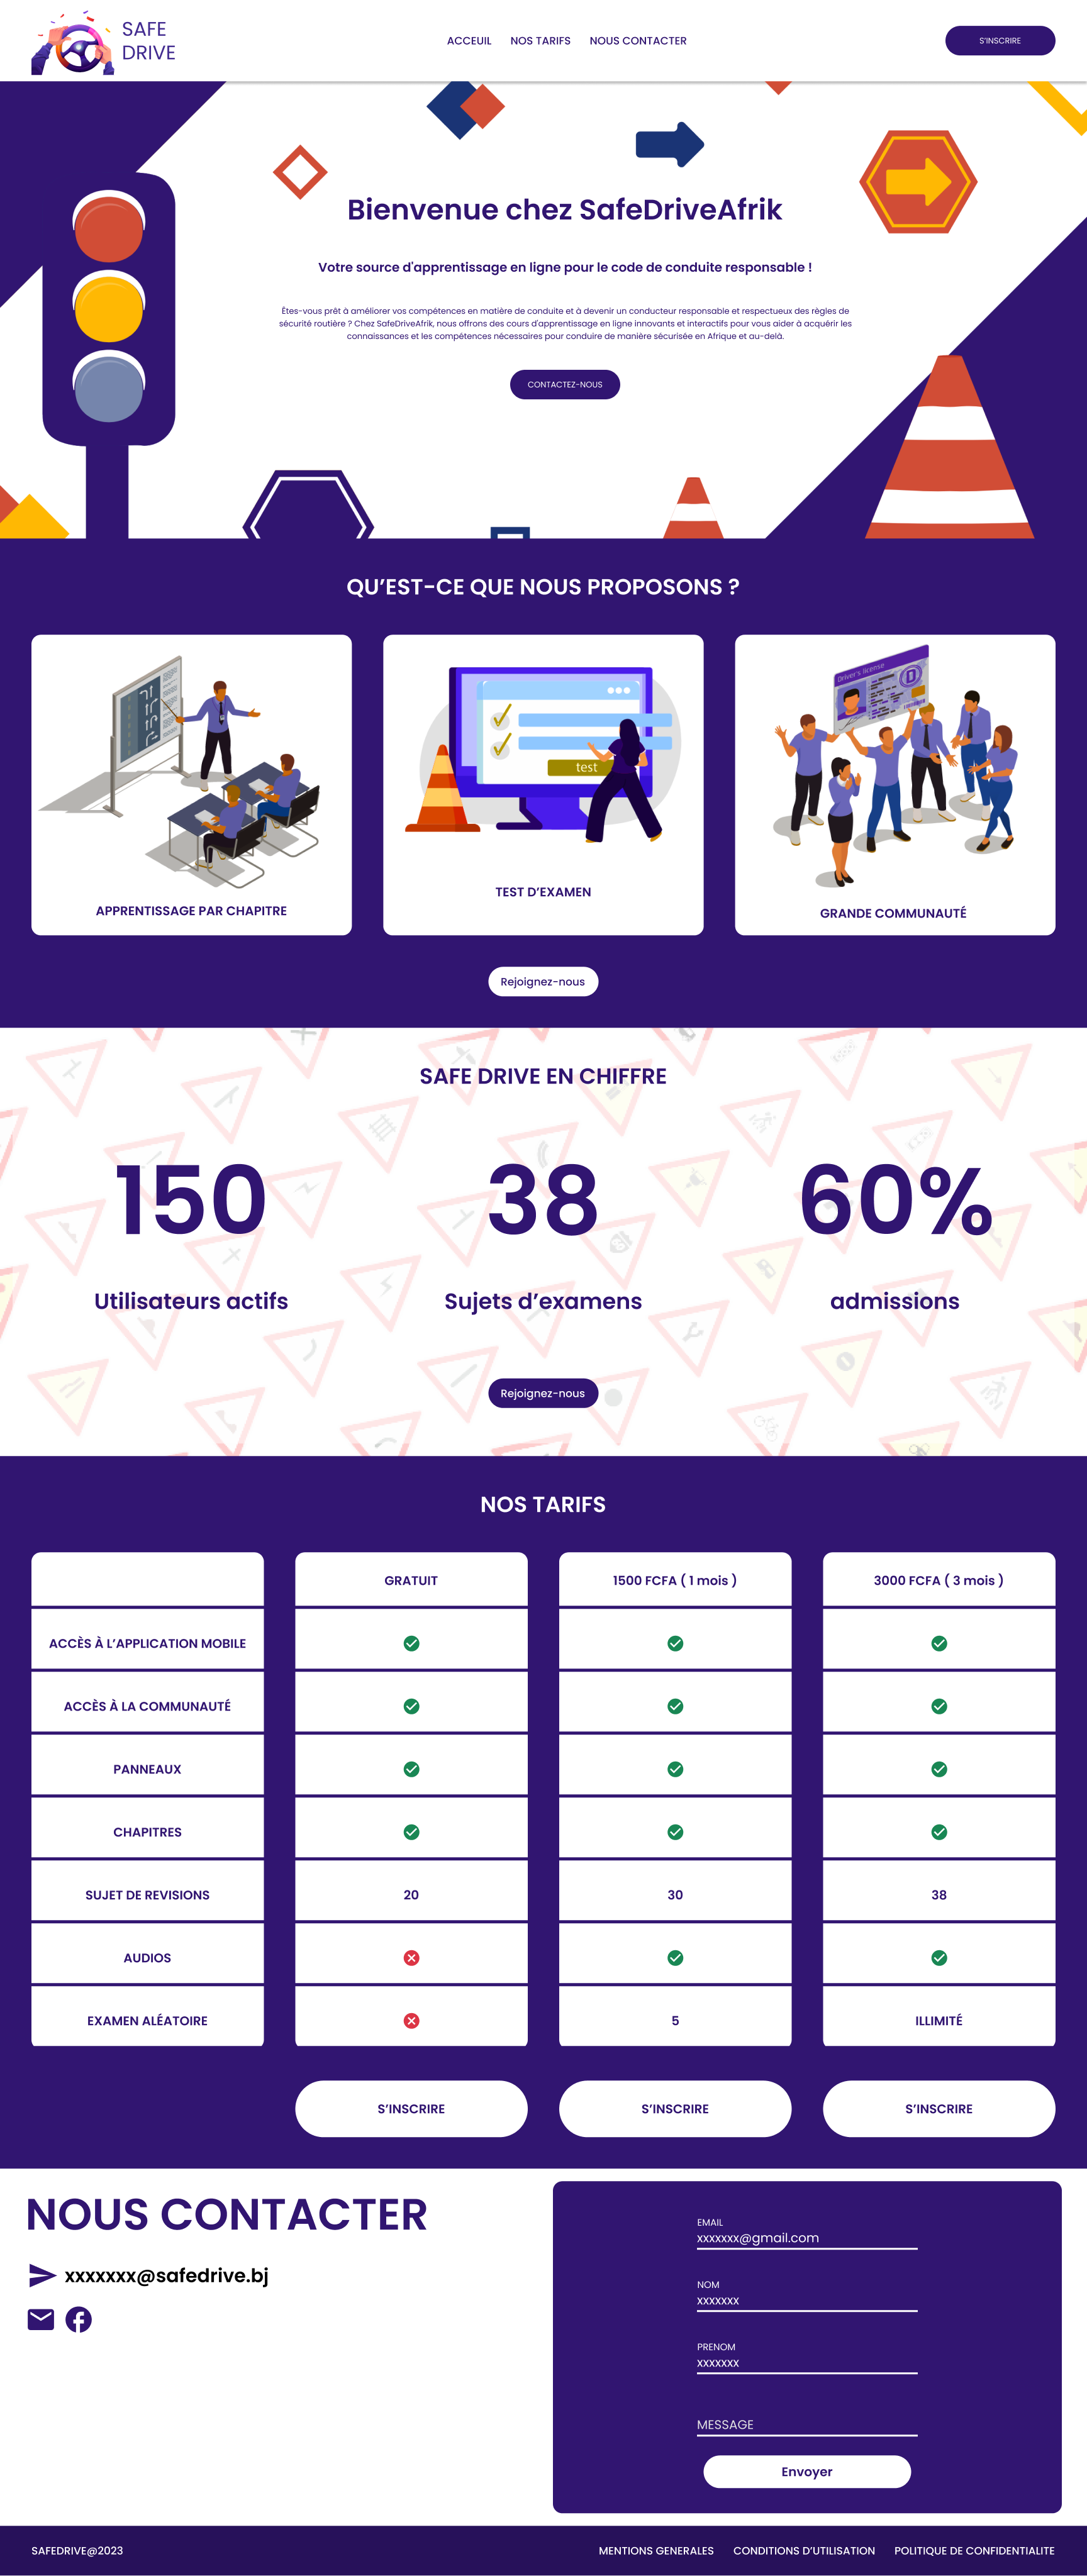 SAFE
DRIVE
ACCEUIL NOS TARIFS NOUS CONTACTER
S'INSCRIRE
Bienvenue chez SafeDriveAfrik
Votre source d'apprentissage en ligne pour le code de conduite responsable !
Êtes-vous prêt à améliorer vos compétences en matière de conduite et à devenir un conducteur responsable et respectueux des règles de
sécurité routière ? Chez SafeDriveAfrik, nous offrons des cours d'apprentissage en ligne innovants et interactifs pour vous aider à acquérir les
connaissances et les compétences nécessaires pour conduire de manière sécurisée en Afrique et au-delà.
CONTACTEZ-NOUS
QU'EST-CE QUE NOUS PROPOSONS ?
APPRENTISSAGE PAR CHAPITRE
test
TEST D'EXAMEN
Driver's license
D
GRANDE COMMUNAUTÉ
Rejoignez-nous
SAFE DRIVE EN CHIFFRE
150 38 60%
Utilisateurs actifs Sujets d'examens admissions
Rejoignez-nous
NOS TARIFS
GRATUIT 1500 FCFA ( 1 mois ) 3000 FCFA ( 3 mois )
ACCÈS À L'APPLICATION MOBILE
ACCÈS À LA COMMUNAUTÉ
PANNEAUX
CHAPITRES
SUJET DE REVISIONS 20 30 38
AUDIOS
EXAMEN ALÉATOIRE 5 ILLIMITÉ
S'INSCRIRE S'INSCRIRE S'INSCRIRE
NOUS CONTACTER
xxxxxxx@safedrive.bj
EMAIL
xxxxxxx@gmail.com
NOM
xxxxxxx
PRENOM
xxxxxxx
MESSAGE
Envoyer
SAFEDRIVE@2023 MENTIONS GENERALES CONDITIONS D'UTILISATION POLITIQUE DE CONFIDENTIALITE